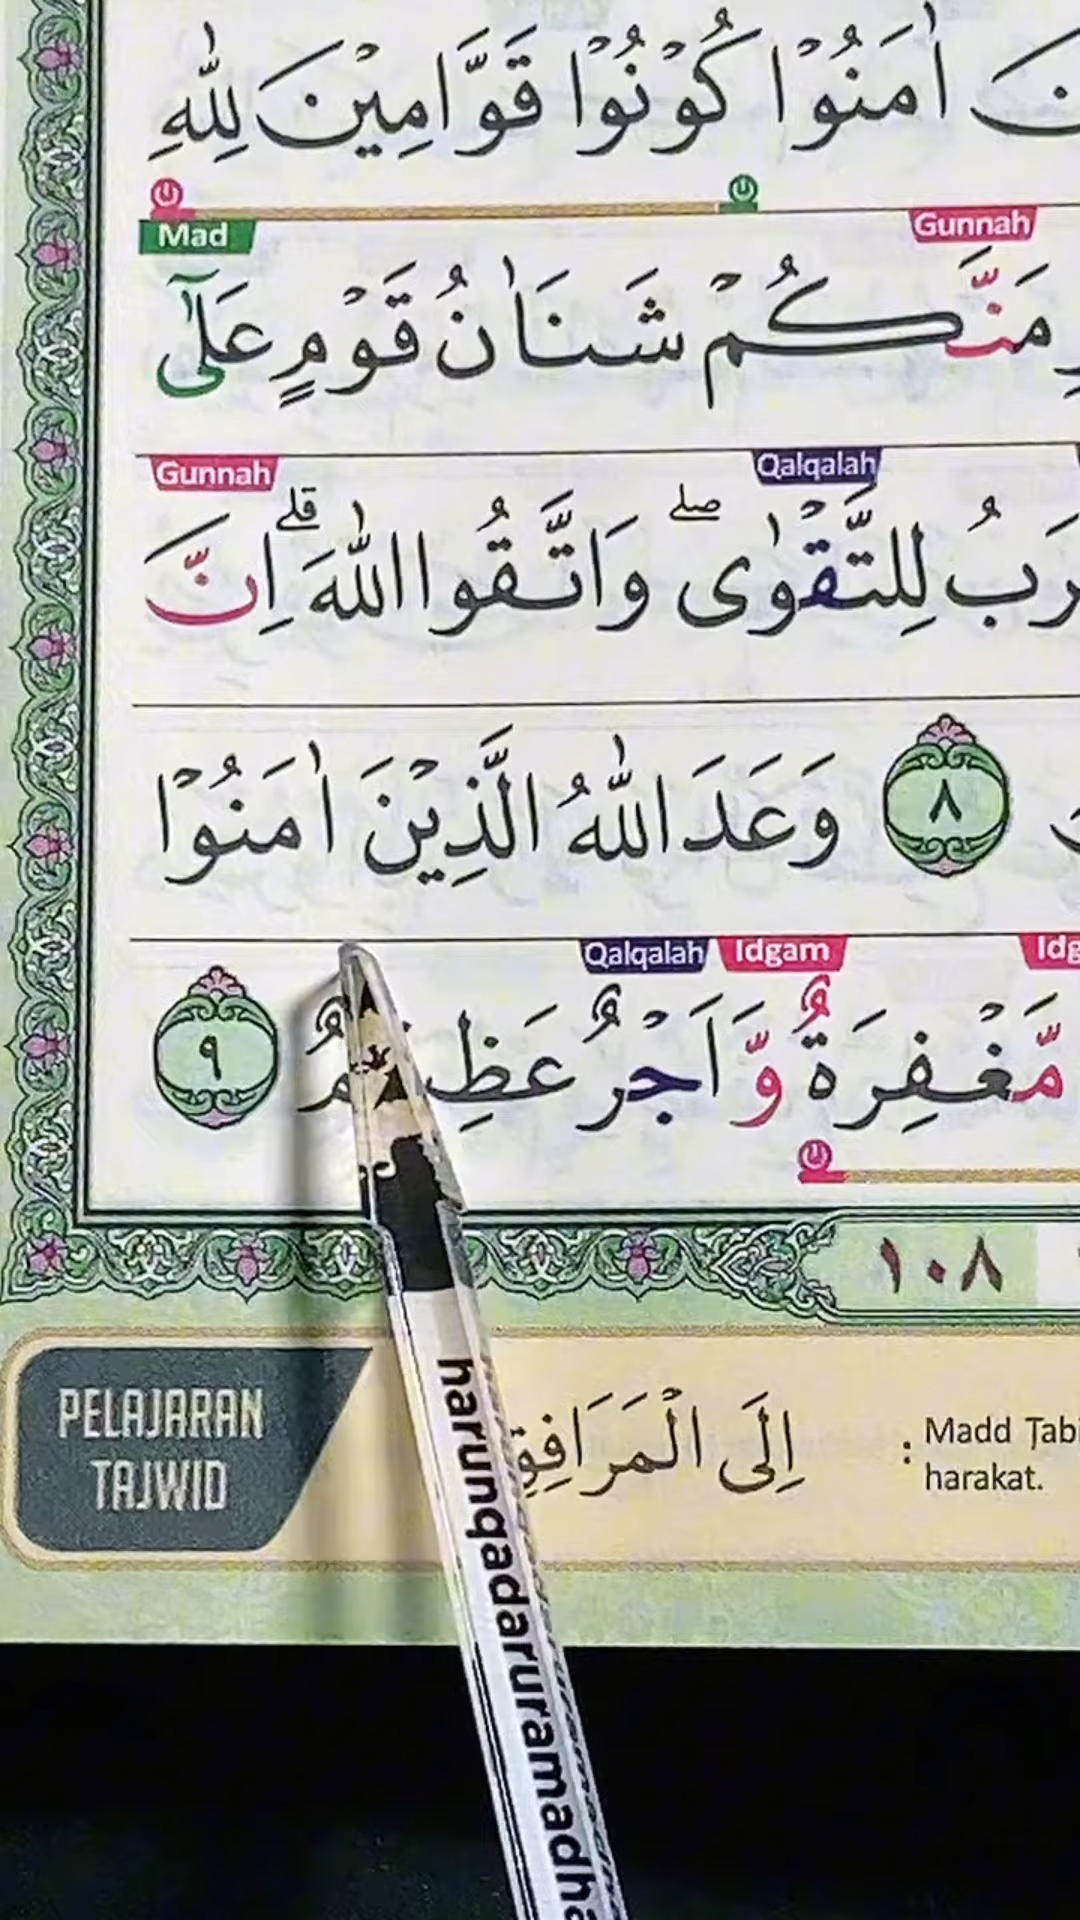 اٰمَنُوْا كُوْنُوْا قَوَّامِيْنَ لِلّٰهِ
Gunnah Mad
مَنَّكُمْ شَنَاٰنُ قَوْمٍ عَلٰٓى
Qalqalah Gunnah
لِلتَّقْوٰىۖ وَاتَّقُوا اللّٰهَۗ اِنَّ
٨ وَعَدَ اللّٰهُ الَّذِيْنَ اٰمَنُوْا
Idgam Qalqalah
مَّغْفِرَةٌ وَّاَجْرٌ ٩
١٠٨
PELAJARAN
TAJWID
اِلَى الْمَرَافِقِ : Madd
harakat.
harunqadaruramadha